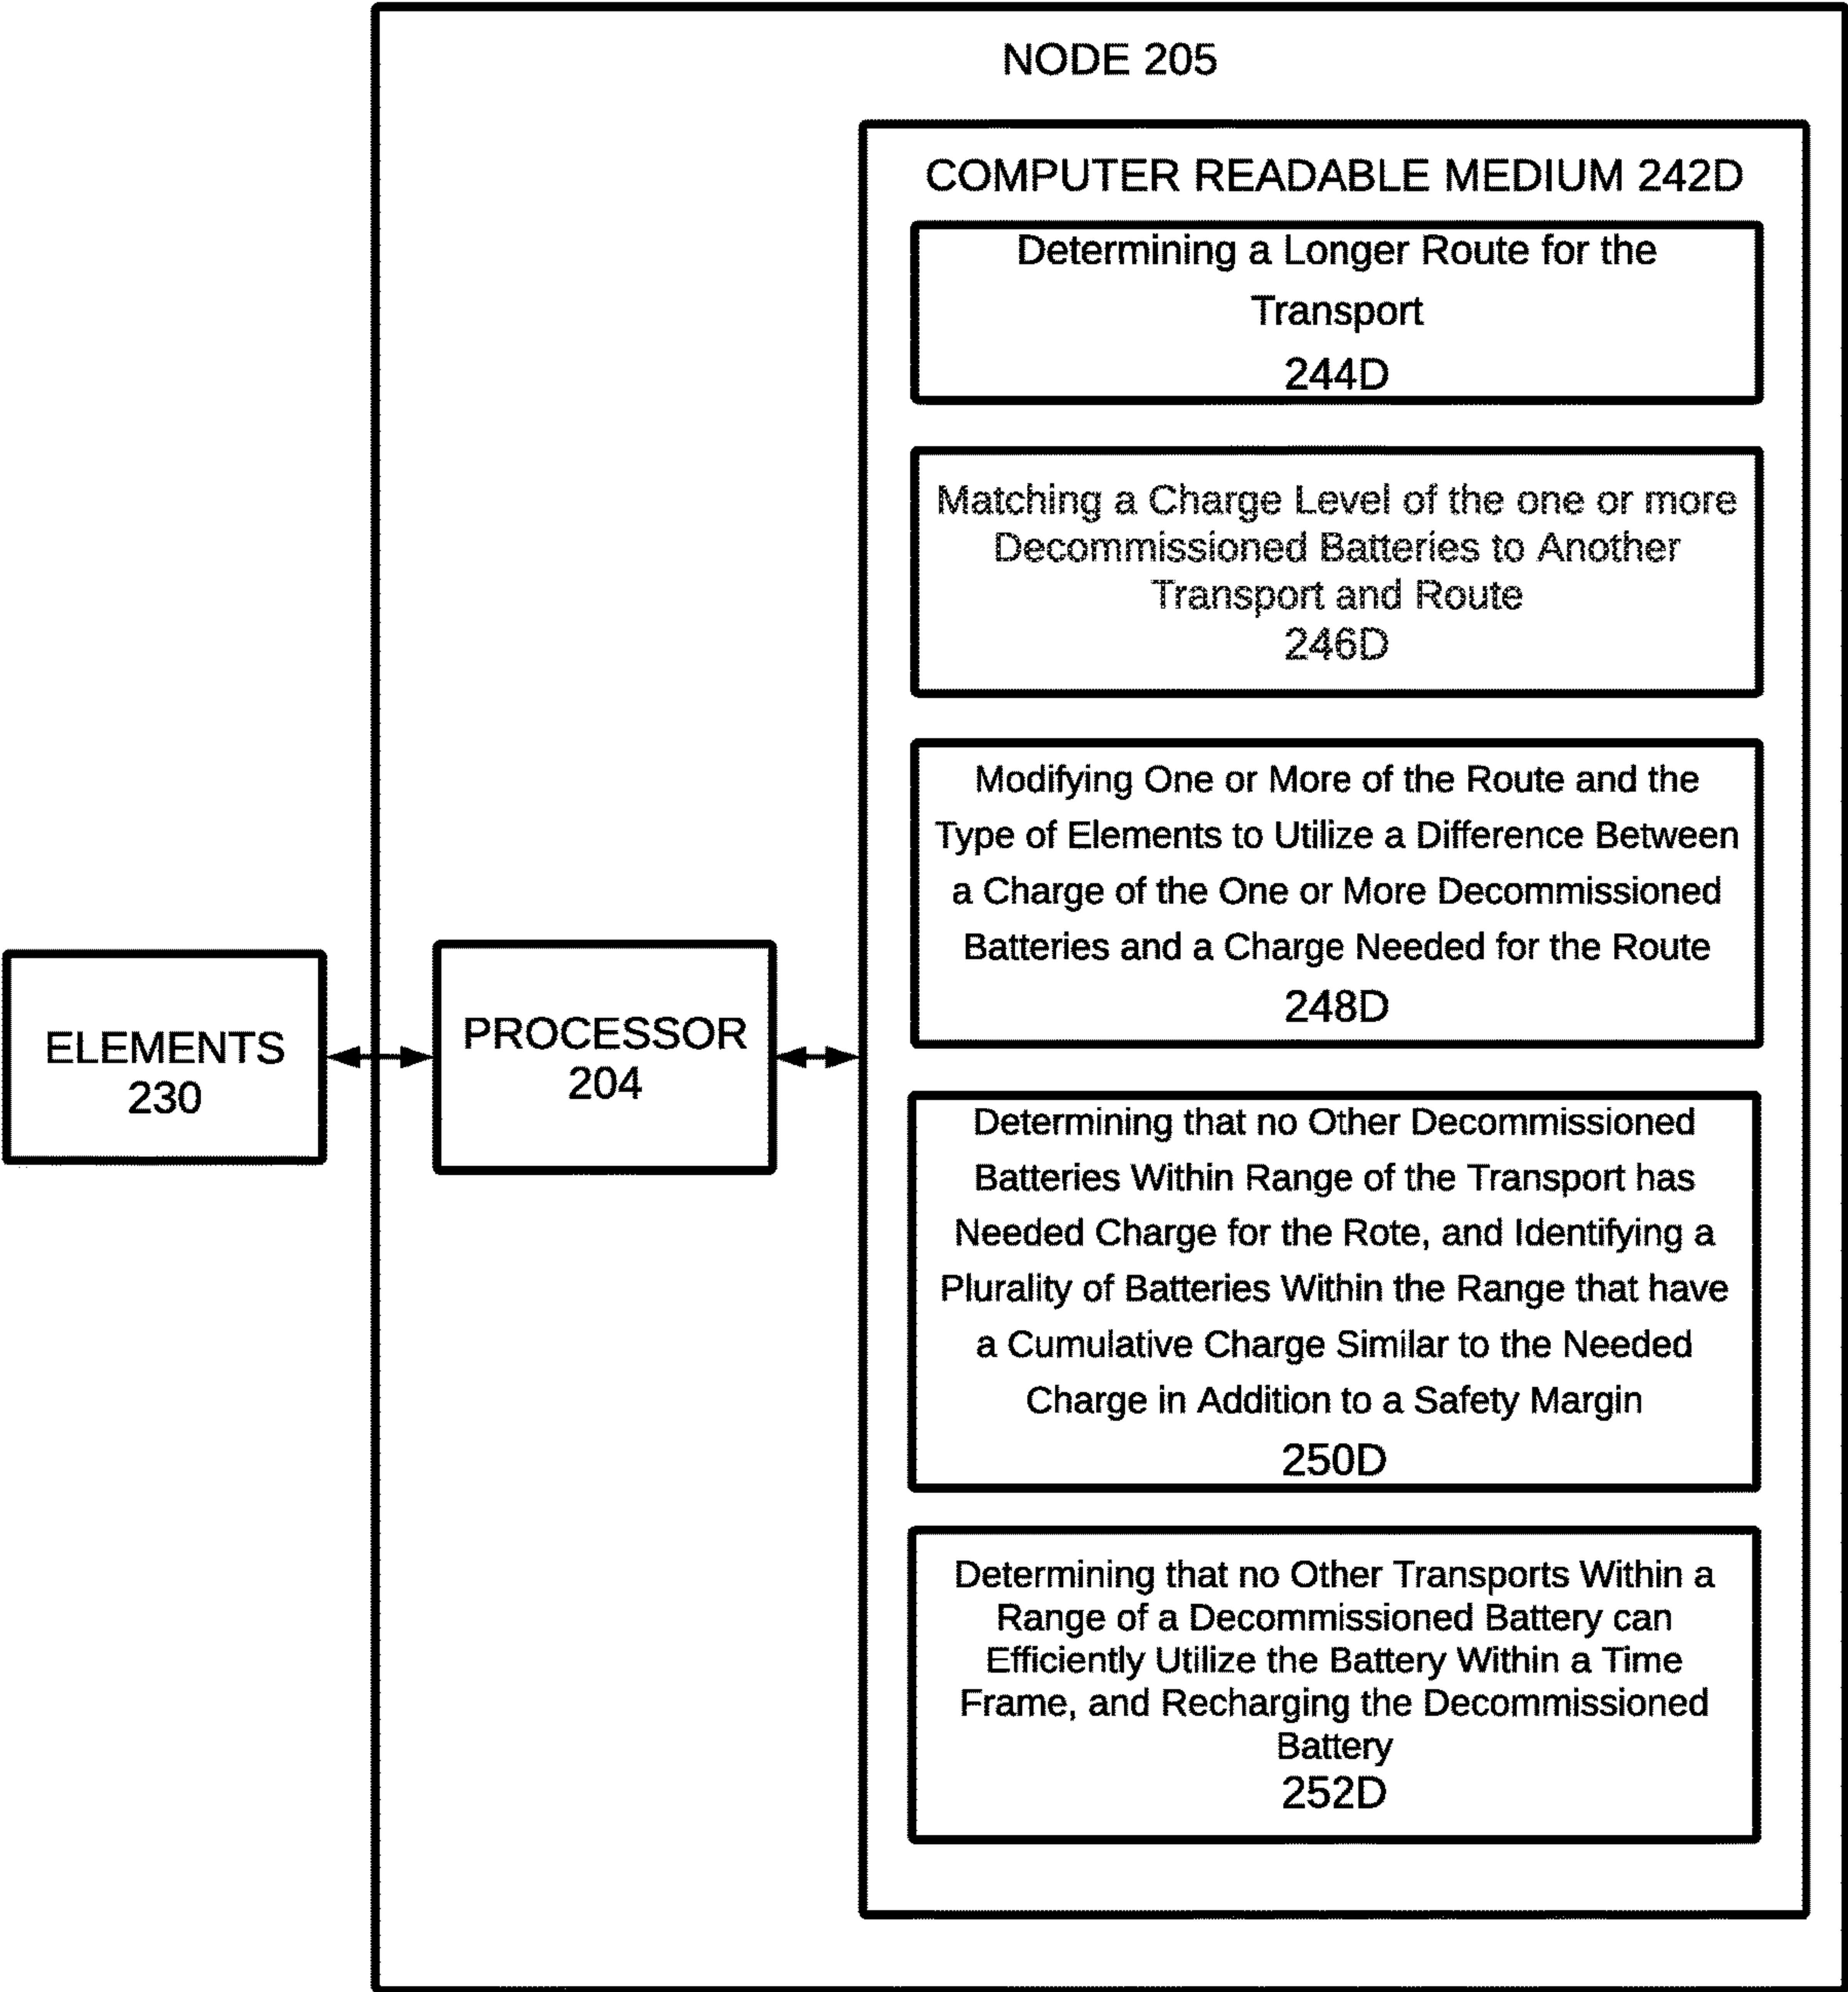 NODE 205
COMPUTER READABLE MEDIUM 242D
Determining a Longer Route for the
Transport
244D
Matching a Charge Level of the one or more
Decommissioned Batteries to Another
Transport and Route
246D
Modifying One or More of the Route and the
Type of Elements to Utilize a Difference Between
a Charge of the One or More Decommissioned
Batteries and a Charge Needed for the Route
248D
ELEMENTS
230
PROCESSOR
204
Determining that no Other Decommissioned
Batteries Within Range of the Transport has
Needed Charge for the Rote, and Identifying a
Plurality of Batteries Within the Range that have
a Cumulative Charge Similar to the Needed
Charge in Addition to a Safety Margin
250D
Determining that no Other Transports Within a
Range of a Decommissioned Battery can
Efficiently Utilize the Battery Within a Time
Frame, and Recharging the Decommissioned
Battery
252D